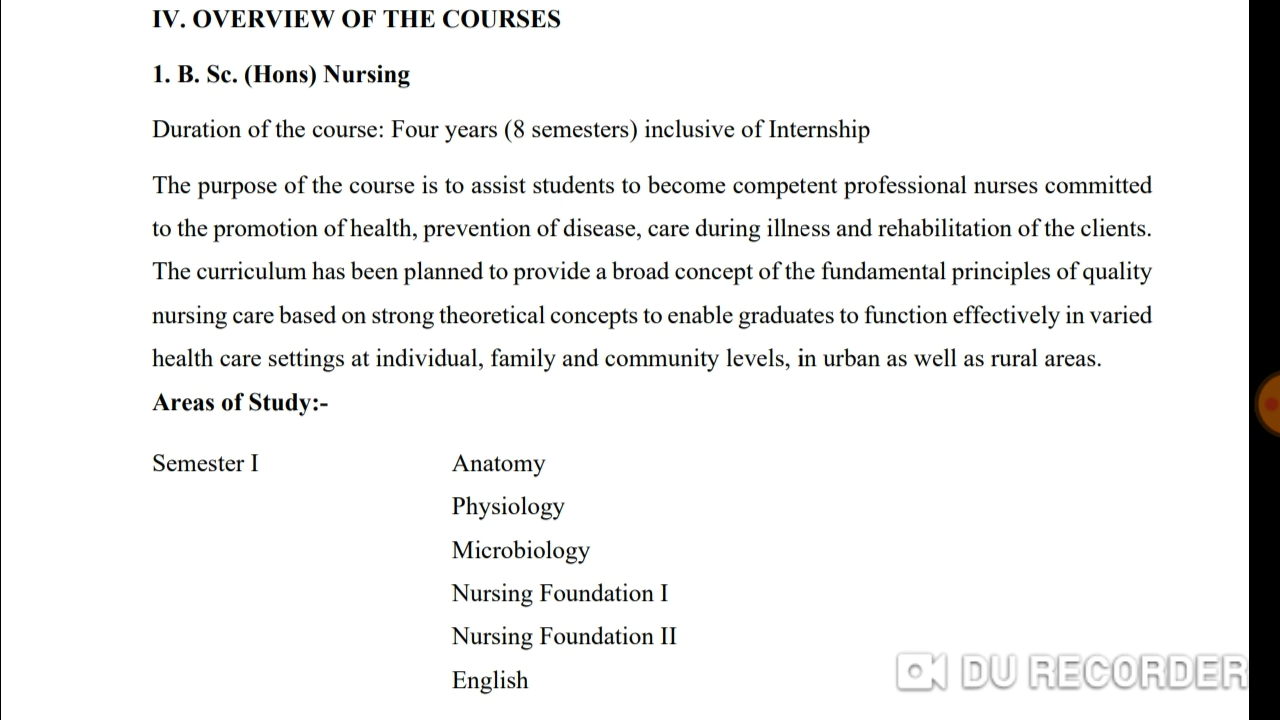 IV. OVERVIEW OF THE COURSES
1. B. Sc. (Hons) Nursing
Duration of the course: Four years (8 semesters) inclusive of Internship
The purpose of the course is to assist students to become competent professional nurses committed
to the promotion of health, prevention of disease, care during illness and rehabilitation of the clients.
The curriculum has been planned to provide a broad concept of the fundamental principles of quality
nursing care based on strong theoretical concepts to enable graduates to function effectively in varied
health care settings at individual, family and community levels, in urban as well as rural areas.
Areas of Study:-
Semester I Anatomy
Physiology
Microbiology
Nursing Foundation I
Nursing Foundation II
English
DU RECORDER